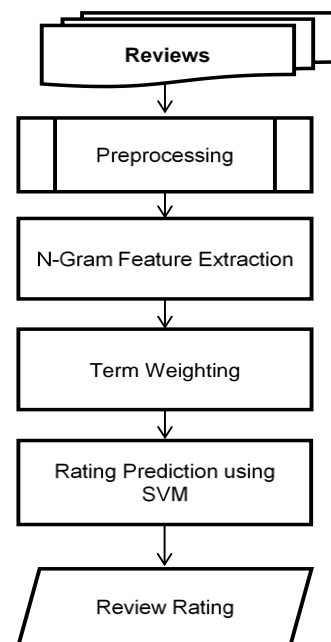 Reviews
Preprocessing
N-Gram Feature Extraction
Term Weighting
Rating Prediction using
SVM
Review Rating